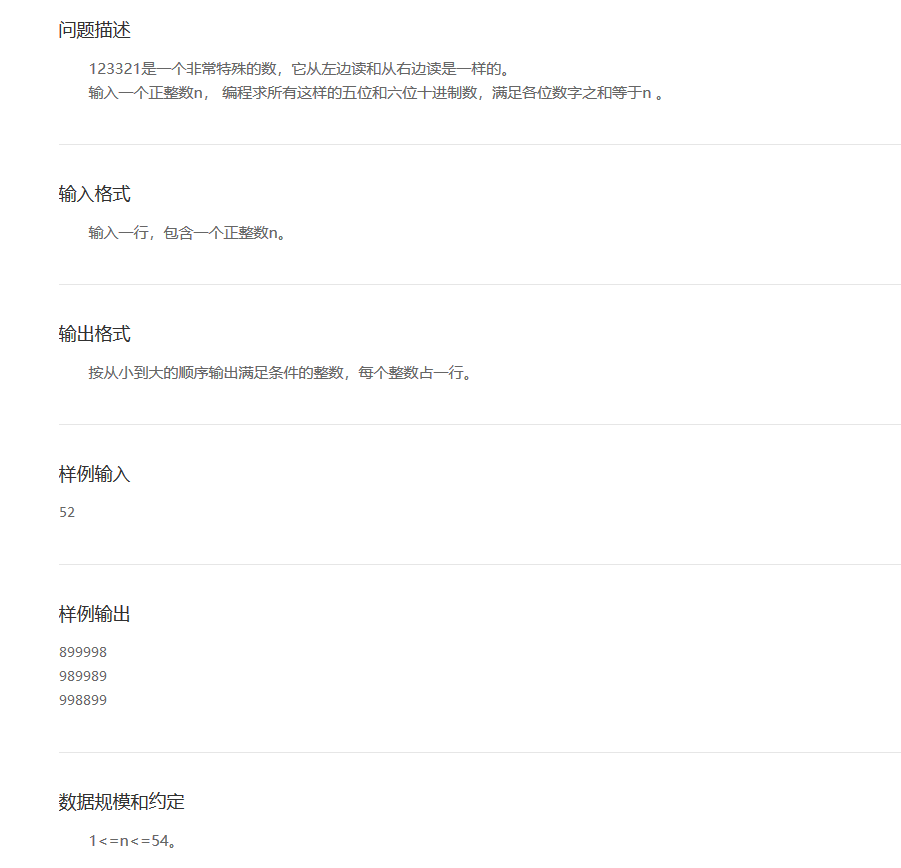 问题描述
123321是一个非常特殊的数，它从左边读和从右边读是一样的。
输入一个正整数n， 编程求所有这样的五位和六位十进制数，满足各位数字之和等于n 。
输入格式
输入一行，包含一个正整数n。
输出格式
按从小到大的顺序输出满足条件的整数，每个整数占一行。
样例输入
52
样例输出
899998
989989
998899
数据规模和约定
1<=n<=54。